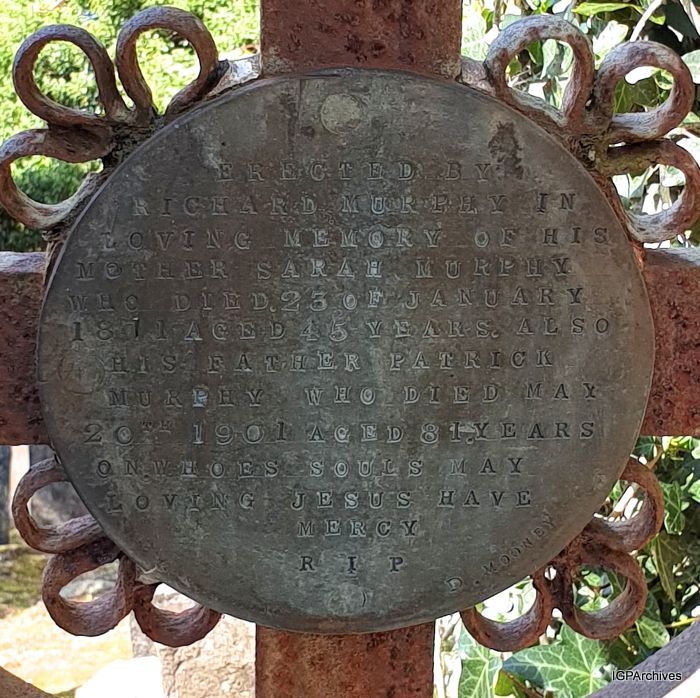 ERECTED BY
RICHARD MURPHY IN
LOVING MEMORY OF HIS
MOTHER SARAH MURPHY
WHO DIED 23 OF JANUARY
1871 AGED 45 YEARS. ALSO
HIS FATHER PATRICK
MURPHY WHO DIED MAY
20TH 1901 AGED 81 YEARS
ON WHOES SOULS MAY
LOVING JESUS HAVE
MERCY
R I P
D. MOONEY
IGPArchives